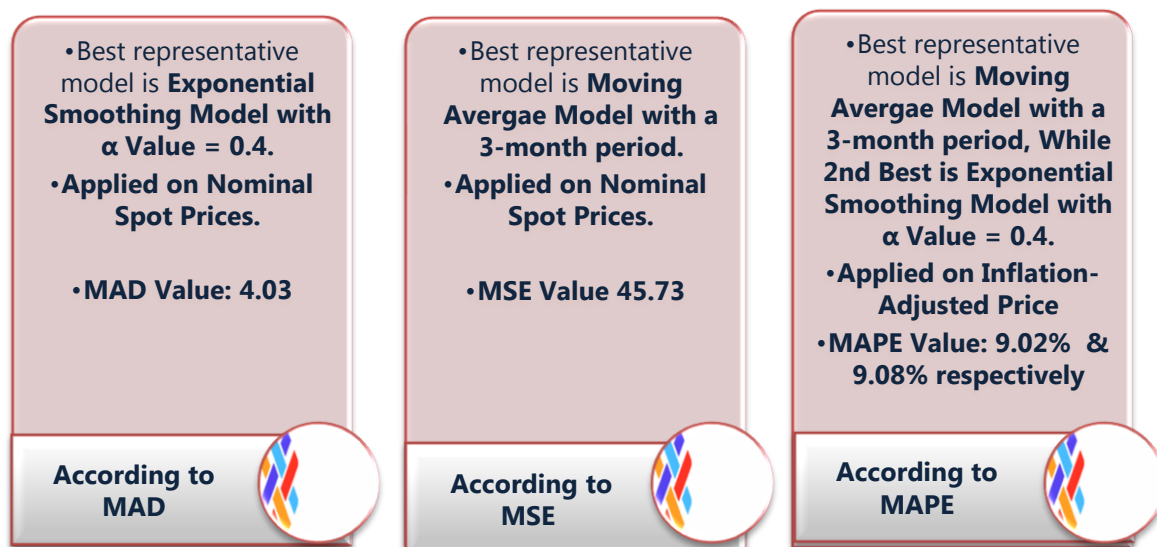 •Best representative
model is Exponential
Smoothing Model with
α Value = 0.4.
•Applied on Nominal
Spot Prices.
•MAD Value: 4.03
According to
MAD
•Best representative
model is Moving
Avergae Model with a
3-month period.
•Applied on Nominal
Spot Prices.
•MSE Value 45.73
According to
MSE
•Best representative
model is Moving
Avergae Model with a
3-month period, While
2nd Best is Exponential
Smoothing Model with
α Value = 0.4.
•Applied on Inflation-
Adjusted Price
•MAPE Value: 9.02% &
9.08% respectively
According to
MAPE